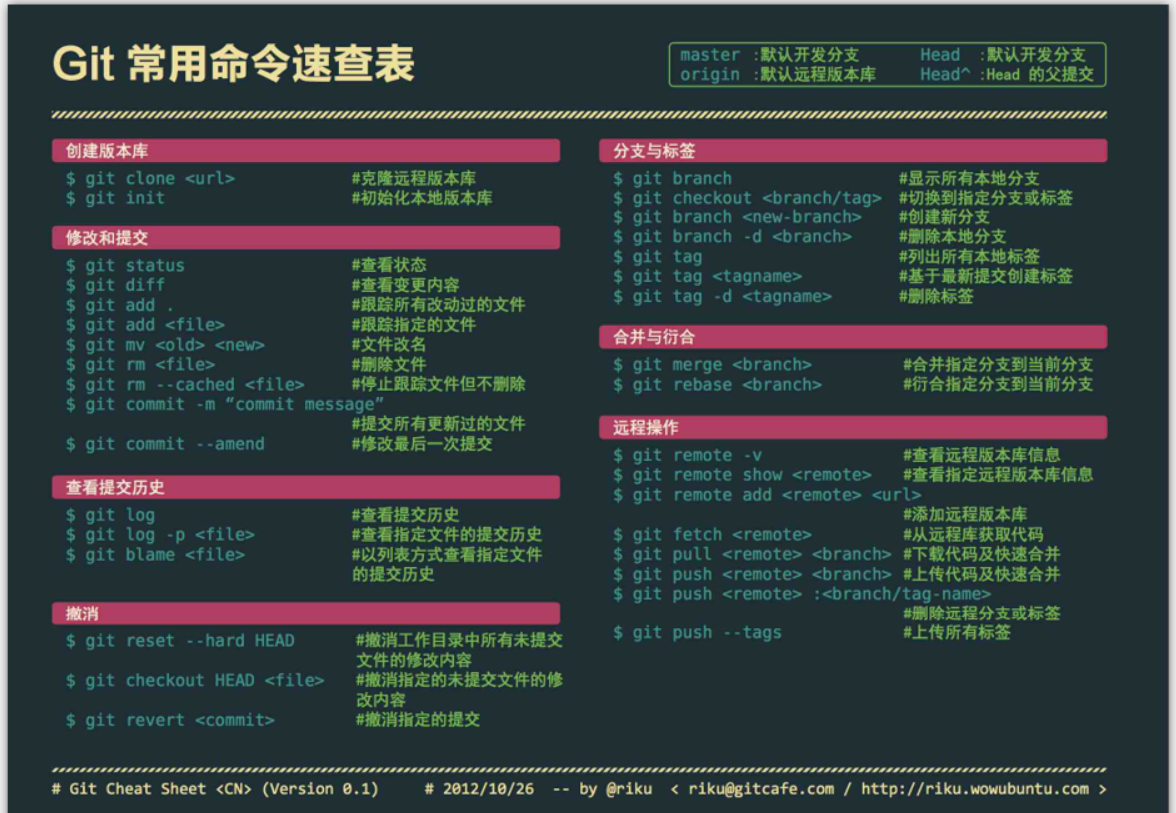 Git 常用命令速查表
master :默认开发分支 Head :默认开发分支
origin :默认远程版本库 Head^ :Head 的父提交
创建版本库
$ git clone <url> #克隆远程版本库
$ git init #初始化本地版本库
修改和提交
$ git status #查看状态
$ git diff #查看变更内容
$ git add . #跟踪所有改动过的文件
$ git add <file> #跟踪指定的文件
$ git mv <old> <new> #文件改名
$ git rm <file> #删除文件
$ git rm --cached <file> #停止跟踪文件但不删除
$ git commit -m “commit message”
#提交所有更新过的文件
$ git commit --amend #修改最后一次提交
查看提交历史
$ git log #查看提交历史
$ git log -p <file> #查看指定文件的提交历史
$ git blame <file> #以列表方式查看指定文件
的提交历史
撤消
$ git reset --hard HEAD #撤消工作目录中所有未提交
文件的修改内容
$ git checkout HEAD <file> #撤消指定的未提交文件的修
改内容
$ git revert <commit> #撤消指定的提交
分支与标签
$ git branch #显示所有本地分支
$ git checkout <branch/tag> #切换到指定分支或标签
$ git branch <new-branch> #创建新分支
$ git branch -d <branch> #删除本地分支
$ git tag #列出所有本地标签
$ git tag <tagname> #基于最新提交创建标签
$ git tag -d <tagname> #删除标签
合并与衍合
$ git merge <branch> #合并指定分支到当前分支
$ git rebase <branch> #衍合指定分支到当前分支
远程操作
$ git remote -v #查看远程版本库信息
$ git remote show <remote> #查看指定远程版本库信息
$ git remote add <remote> <url>
#添加远程版本库
$ git fetch <remote> #从远程库获取代码
$ git pull <remote> <branch> #下载代码及快速合并
$ git push <remote> <branch> #上传代码及快速合并
$ git push <remote> :<branch/tag-name>
#删除远程分支或标签
$ git push --tags #上传所有标签
# Git Cheat Sheet <CN> (Version 0.1) # 2012/10/26 -- by @riku < riku@gitcafe.com / http://riku.wowubuntu.com >